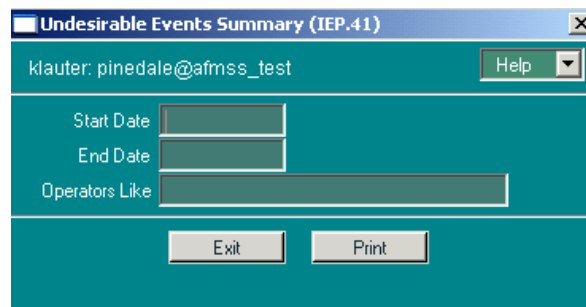 Undesirable Events Summary (IEP.41)
klauter: pinedale@afmss_test
Help
Start Date
End Date
Operators Like
Exit Print